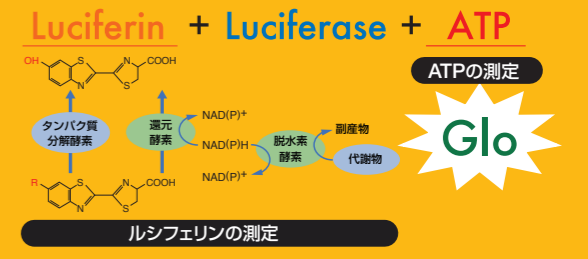 Luciferin + Luciferase + ATP
ATPの測定
Glo
OH
N
N
COOH
S
S
タンパク質
分解酵素
還元
酵素
NAD(P)+
NAD(P)H
NAD(P)+
脱水素
酵素
副産物
代謝物
R
N
N
COOH
S
S
ルシフェリンの測定